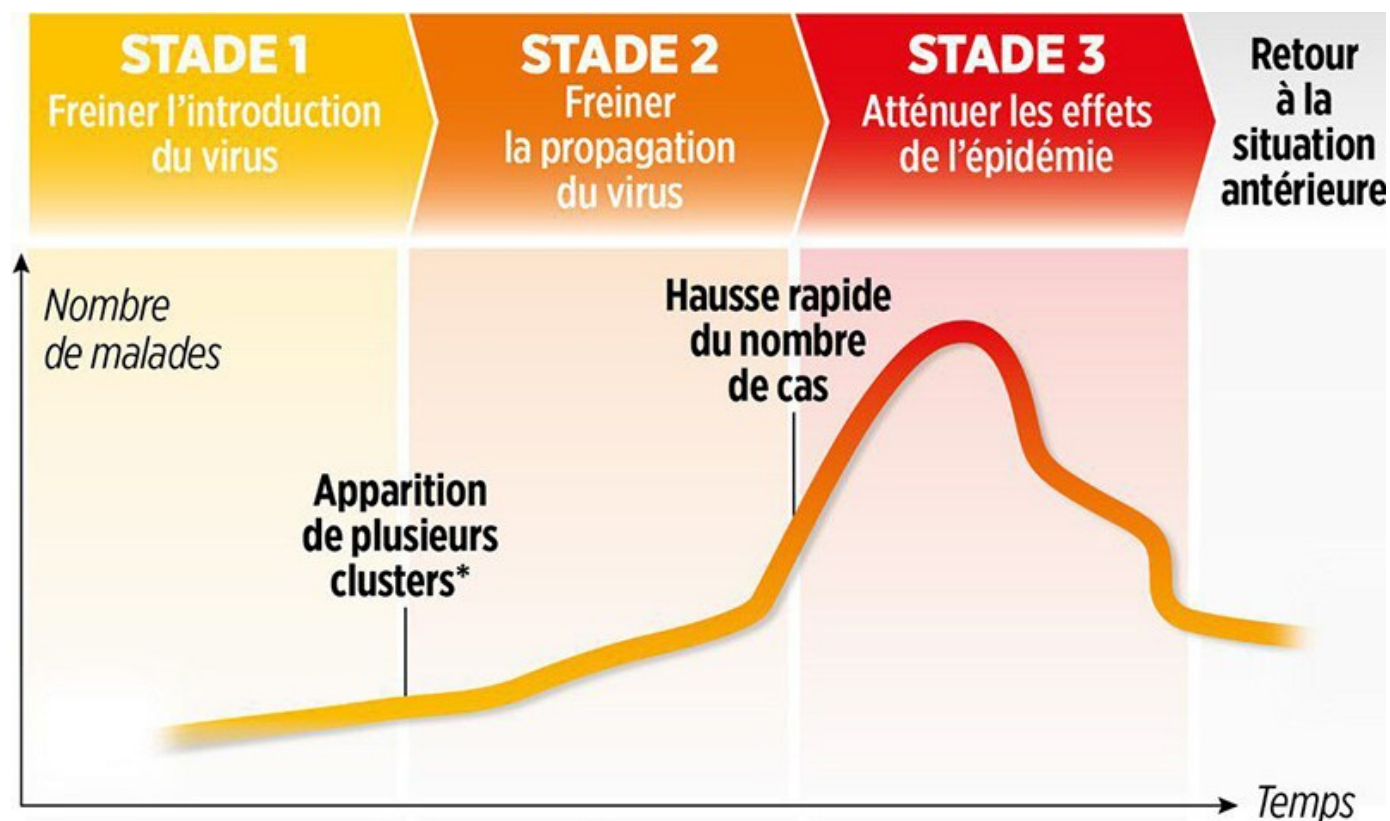 STADE 1
Freiner l’introduction
du virus
STADE 2
Freiner
la propagation
du virus
STADE 3
Atténuer les effets
de l’épidémie
Retour
à la
situation
antérieure
Nombre
de malades
Apparition
de plusieurs
clusters*
Hausse rapide
du nombre
de cas
Temps